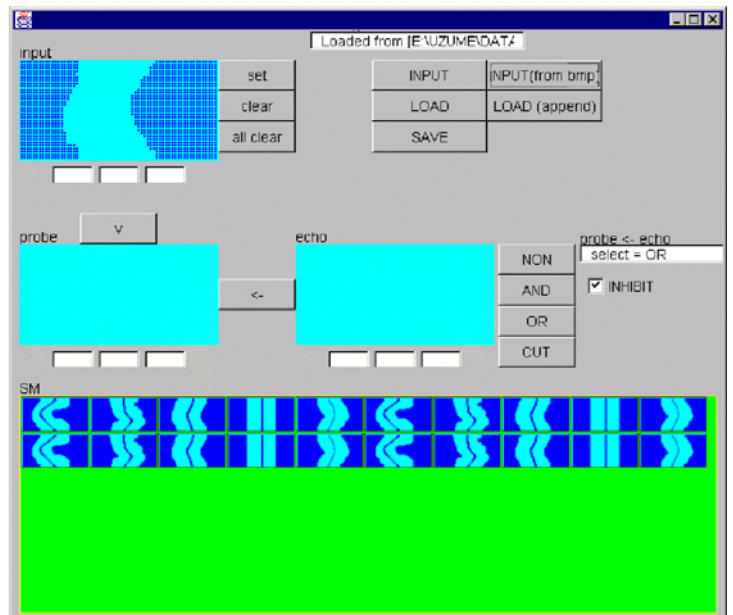 Loaded from [E:\UZUME\DATA
input
set
INPUT
INPUT(from bmp)
clear
LOAD
LOAD (append)
all clear
SAVE
v
probe
echo
probe <- echo
select = OR
NON
<-
AND
INHIBIT
OR
CUT
SM